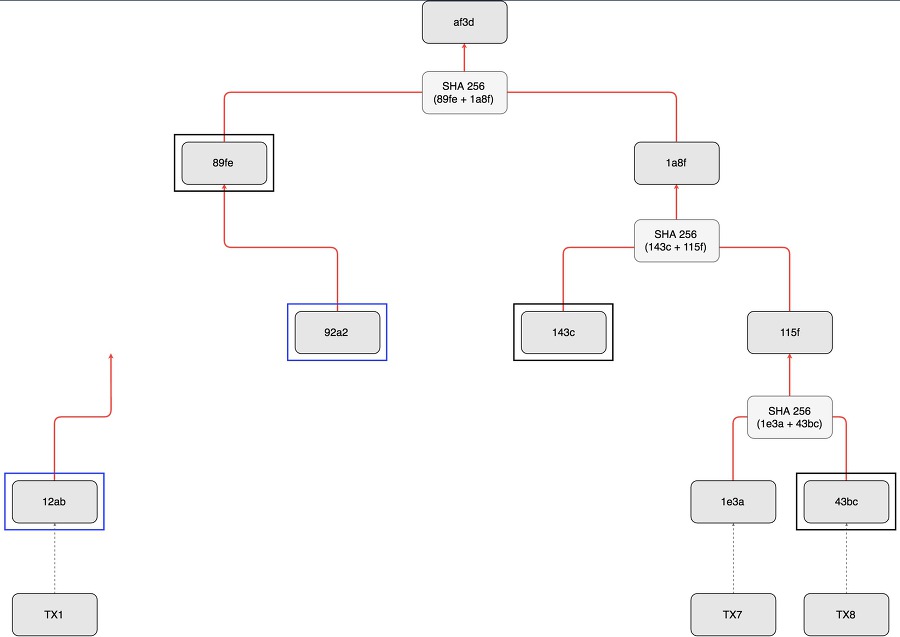 af3d
SHA 256
(89fe + 1a8f)
89fe
1a8f
SHA 256
(143c + 115f)
92a2
143c
115f
SHA 256
(1e3a + 43bc)
12ab
1e3a
43bc
TX1
TX7
TX8